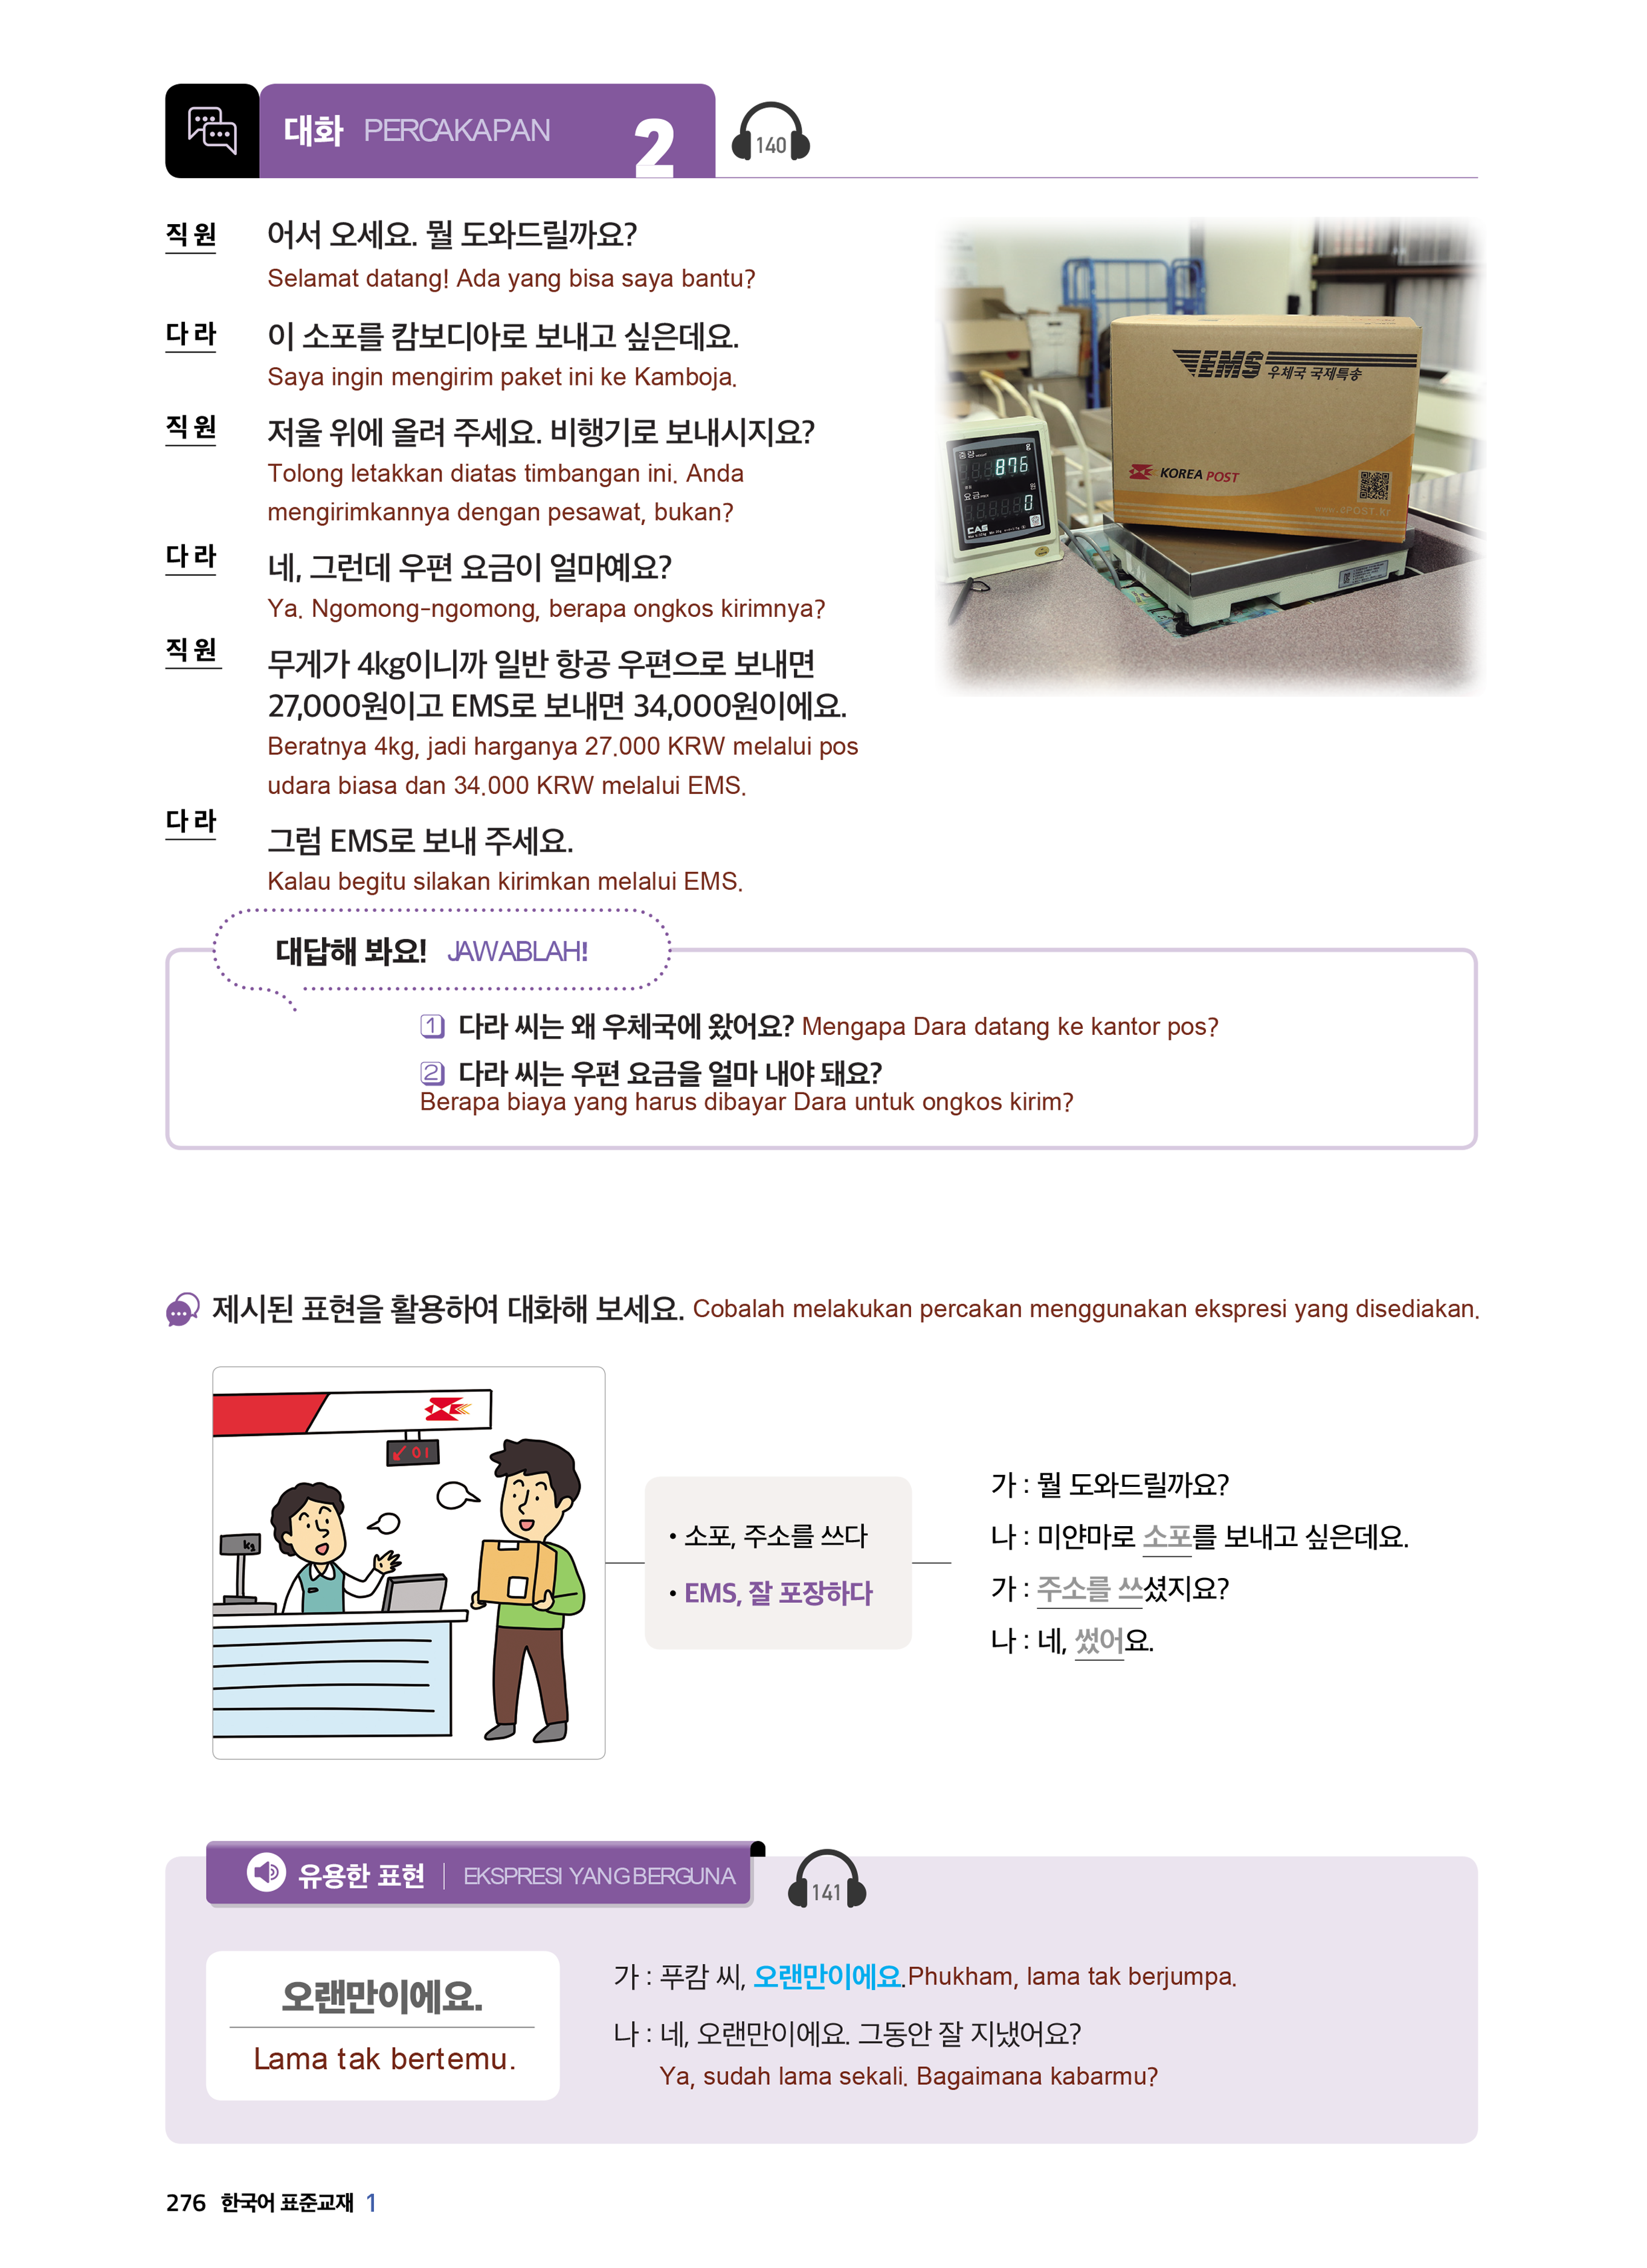 대화 PERCAKAPAN 2
140
직원 어서 오세요. 뭘 도와드릴까요?
Selamat datang! Ada yang bisa saya bantu?
다라 이 소포를 캄보디아로 보내고 싶은데요.
Saya ingin mengirim paket ini ke Kamboja.
직원 저울 위에 올려 주세요. 비행기로 보내시지요?
Tolong letakkan diatas timbangan ini. Anda
mengirimkannya dengan pesawat, bukan?
다라 네, 그런데 우편 요금이 얼마예요?
Ya. Ngomong-ngomong, berapa ongkos kirimnya?
직원 무게가 4kg이니까 일반 항공 우편으로 보내면
27,000원이고 EMS로 보내면 34,000원이에요.
Beratnya 4kg, jadi harganya 27.000 KRW melalui pos
udara biasa dan 34.000 KRW melalui EMS.
다라 그럼 EMS로 보내 주세요.
Kalau begitu silakan kirimkan melalui EMS.
EMS 우체국 국제특송
KOREA POST
www.ePOST.kr
중량
g
876
요금
원
0
CAS
대답해 봐요! JAWABLAH!
1 다라 씨는 왜 우체국에 왔어요? Mengapa Dara datang ke kantor pos?
2 다라 씨는 우편 요금을 얼마 내야 돼요?
Berapa biaya yang harus dibayar Dara untuk ongkos kirim?
제시된 표현을 활용하여 대화해 보세요. Cobalah melakukan percakan menggunakan ekspresi yang disediakan.
↙ 01
kg
• 소포, 주소를 쓰다
• EMS, 잘 포장하다
가 : 뭘 도와드릴까요?
나 : 미얀마로 소포를 보내고 싶은데요.
가 : 주소를 쓰셨지요?
나 : 네, 썼어요.
유용한 표현 | EKSPRESI YANG BERGUNA
141
오랜만이에요.
Lama tak bertemu.
가 : 푸캄 씨, 오랜만이에요. Phukham, lama tak berjumpa.
나 : 네, 오랜만이에요. 그동안 잘 지냈어요?
Ya, sudah lama sekali. Bagaimana kabarmu?
276 한국어 표준교재 1